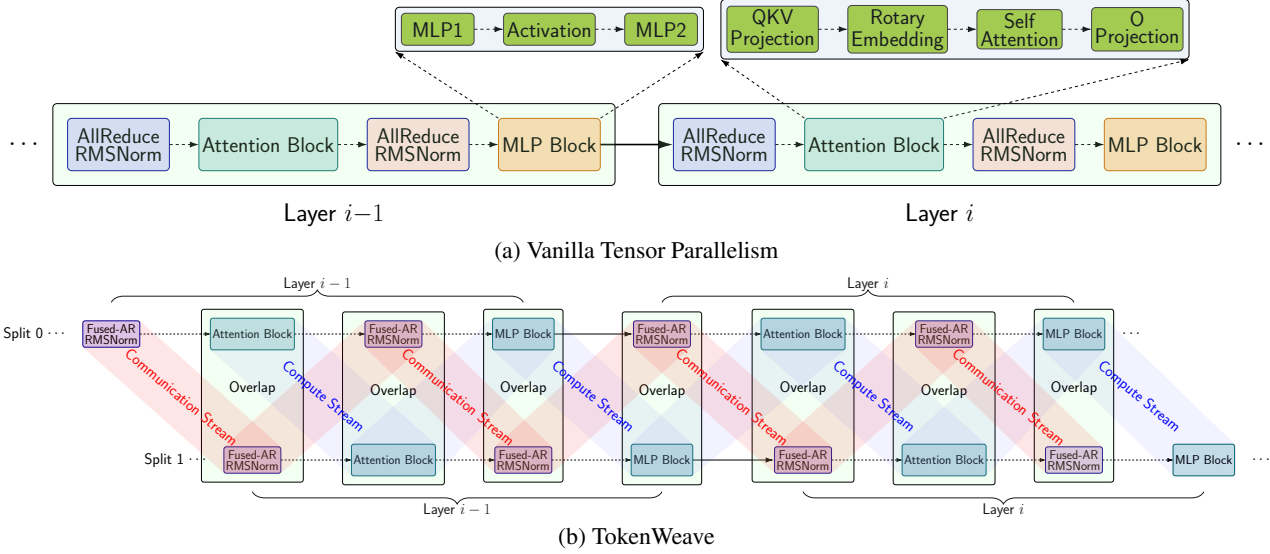 MLP1
Activation
MLP2
QKV
Projection
Rotary
Embedding
Self
Attention
O
Projection
...
AllReduce
RMSNorm
Attention Block
AllReduce
RMSNorm
MLP Block
AllReduce
RMSNorm
Attention Block
AllReduce
RMSNorm
MLP Block
...
Layer i−1
Layer i
(a) Vanilla Tensor Parallelism
Layer i − 1
Layer i
Split 0 ...
Fused-AR
RMSNorm
Attention Block
Fused-AR
RMSNorm
MLP Block
Fused-AR
RMSNorm
Attention Block
Fused-AR
RMSNorm
MLP Block
...
Communication Stream
Overlap
Compute Stream
Overlap
Communication Stream
Overlap
Compute Stream
Overlap
Communication Stream
Overlap
Compute Stream
Overlap
Communication Stream
Overlap
Compute Stream
Split 1 ...
Fused-AR
RMSNorm
Attention Block
Fused-AR
RMSNorm
MLP Block
Fused-AR
RMSNorm
Attention Block
Fused-AR
RMSNorm
MLP Block
...
Layer i − 1
Layer i
(b) TokenWeave